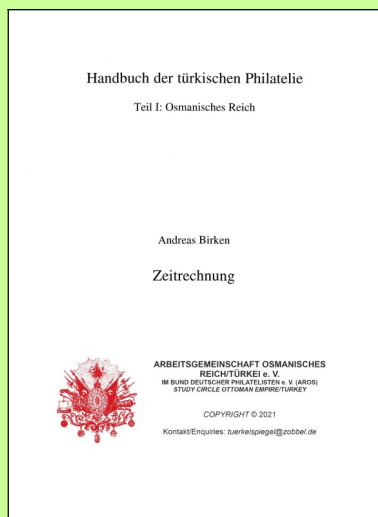 Handbuch der türkischen Philatelie
Teil I: Osmanisches Reich
Andreas Birken
Zeitrechnung
ARBEITSGEMEINSCHAFT OSMANISCHES
REICH/TÜRKEI e. V.
IM BUND DEUTSCHER PHILATELISTEN e. V. (AROS)
STUDY CIRCLE OTTOMAN EMPIRE/TURKEY
COPYRIGHT © 2021
Kontakt/Enquiries: tuerkeispiegel@zobbel.de